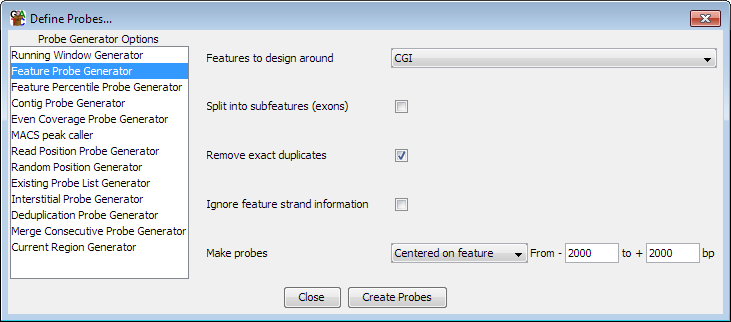 Define Probes...
Probe Generator Options
Running Window Generator
Feature Probe Generator
Feature Percentile Probe Generator
Contig Probe Generator
Even Coverage Probe Generator
MACS peak caller
Read Position Probe Generator
Random Position Generator
Existing Probe List Generator
Interstitial Probe Generator
Deduplication Probe Generator
Merge Consecutive Probe Generator
Current Region Generator
Features to design around CGI
Split into subfeatures (exons)
Remove exact duplicates
Ignore feature strand information
Make probes Centered on feature From - 2000 to + 2000 bp
Close Create Probes